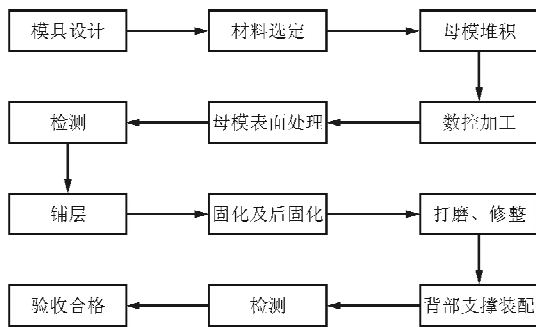 模具设计
材料选定
母模堆积
数控加工
母模表面处理
检测
铺层
固化及后固化
打磨、修整
背部支撑装配
检测
验收合格